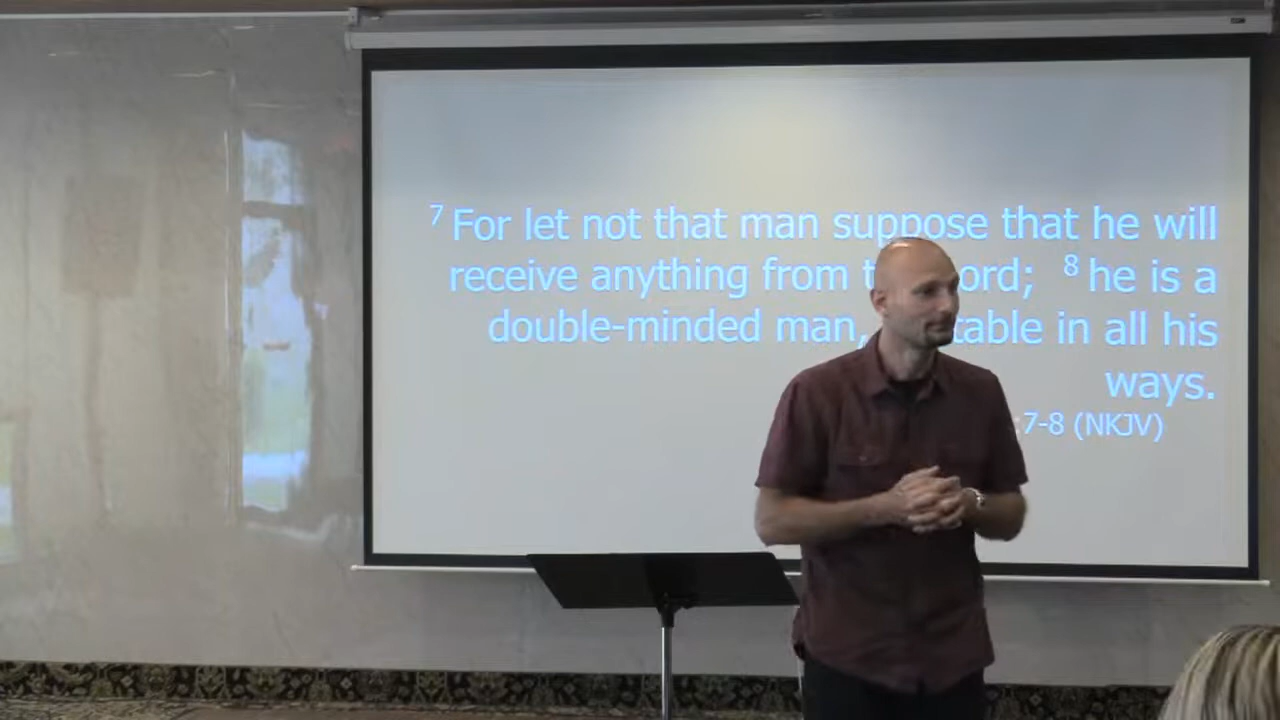 7 For let not that man suppose that he will
receive anything from ord; 8 he is a
double-minded man, table in all his
ways.
:7-8 (NKJV)